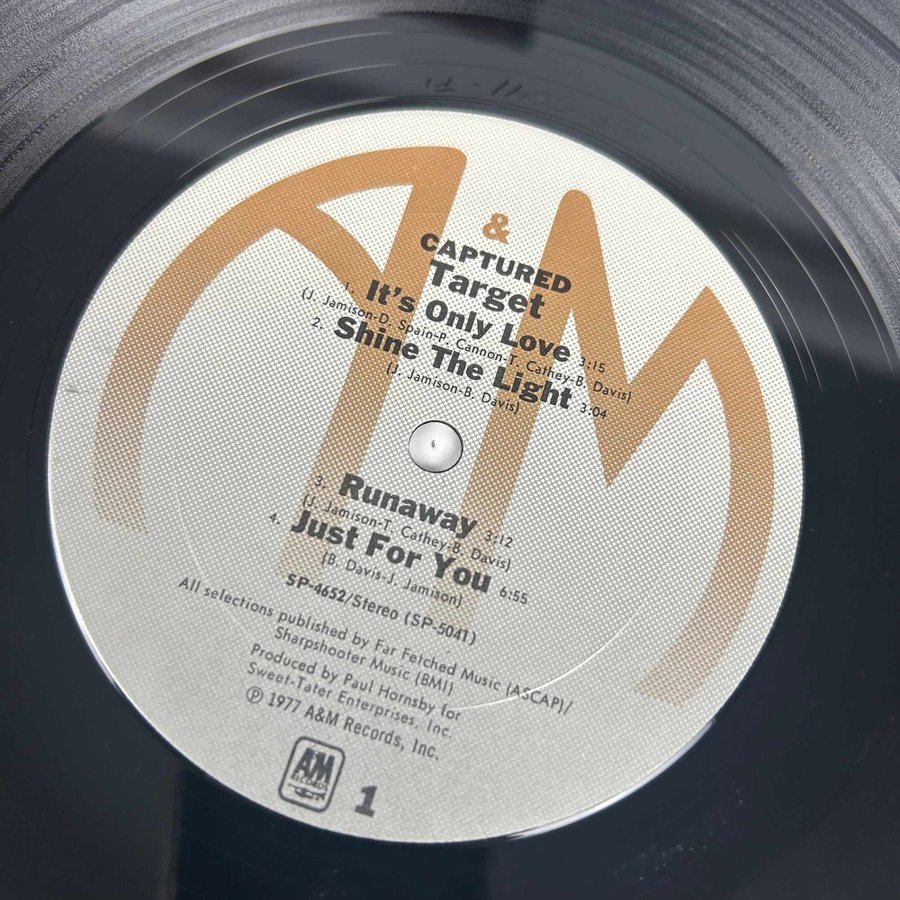 A&M
CAPTURED
Target
1. It's Only Love 3:15
(J. Jamison-D. Spain-P. Cannon-T. Cathey-B. Davis)
2. Shine The Light 3:04
(J. Jamison-B. Davis)
3. Runaway 3:12
(J. Jamison-T. Cathey-B. Davis)
4. Just For You 6:55
(B. Davis-J. Jamison)
SP-4652/Stereo (SP-5041)
All selections published by Far Fetched Music (ASCAP)/
Sharpshooter Music (BMI)
Produced by Paul Hornsby for
Sweet-Tater Enterprises, Inc.
℗ 1977 A&M Records, Inc.
A&M
RECORDS
1